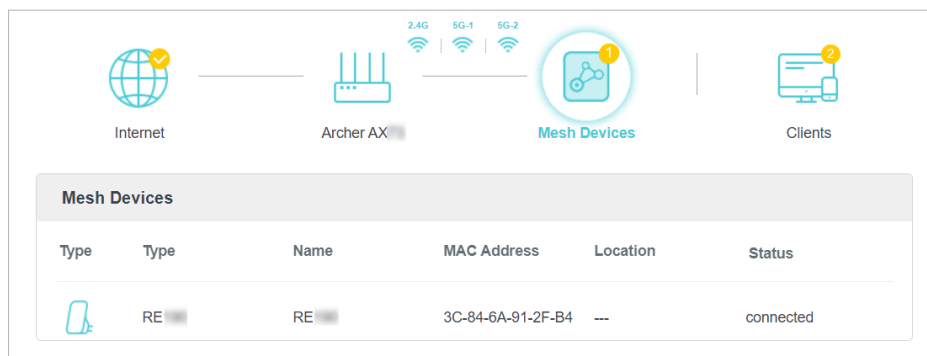 2.4G 5G-1 5G-2
1
2
Internet
Archer AX
Mesh Devices
Clients
Mesh Devices
Type Type Name MAC Address Location Status
RE RE 3C-84-6A-91-2F-B4 --- connected